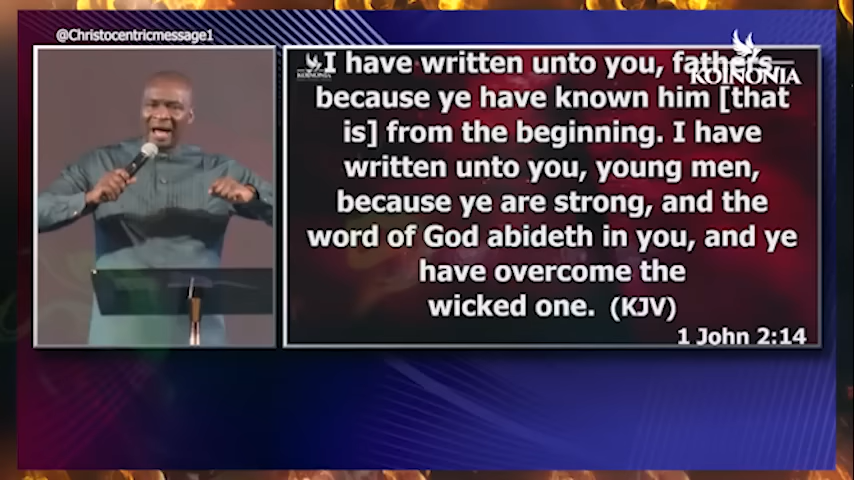 @Christocentricmessage1
I have written unto you, fathers,
KOINONIA
because ye have known him [that
is] from the beginning. I have
written unto you, young men,
because ye are strong, and the
word of God abideth in you, and ye
have overcome the
wicked one. (KJV)
1 John 2:14